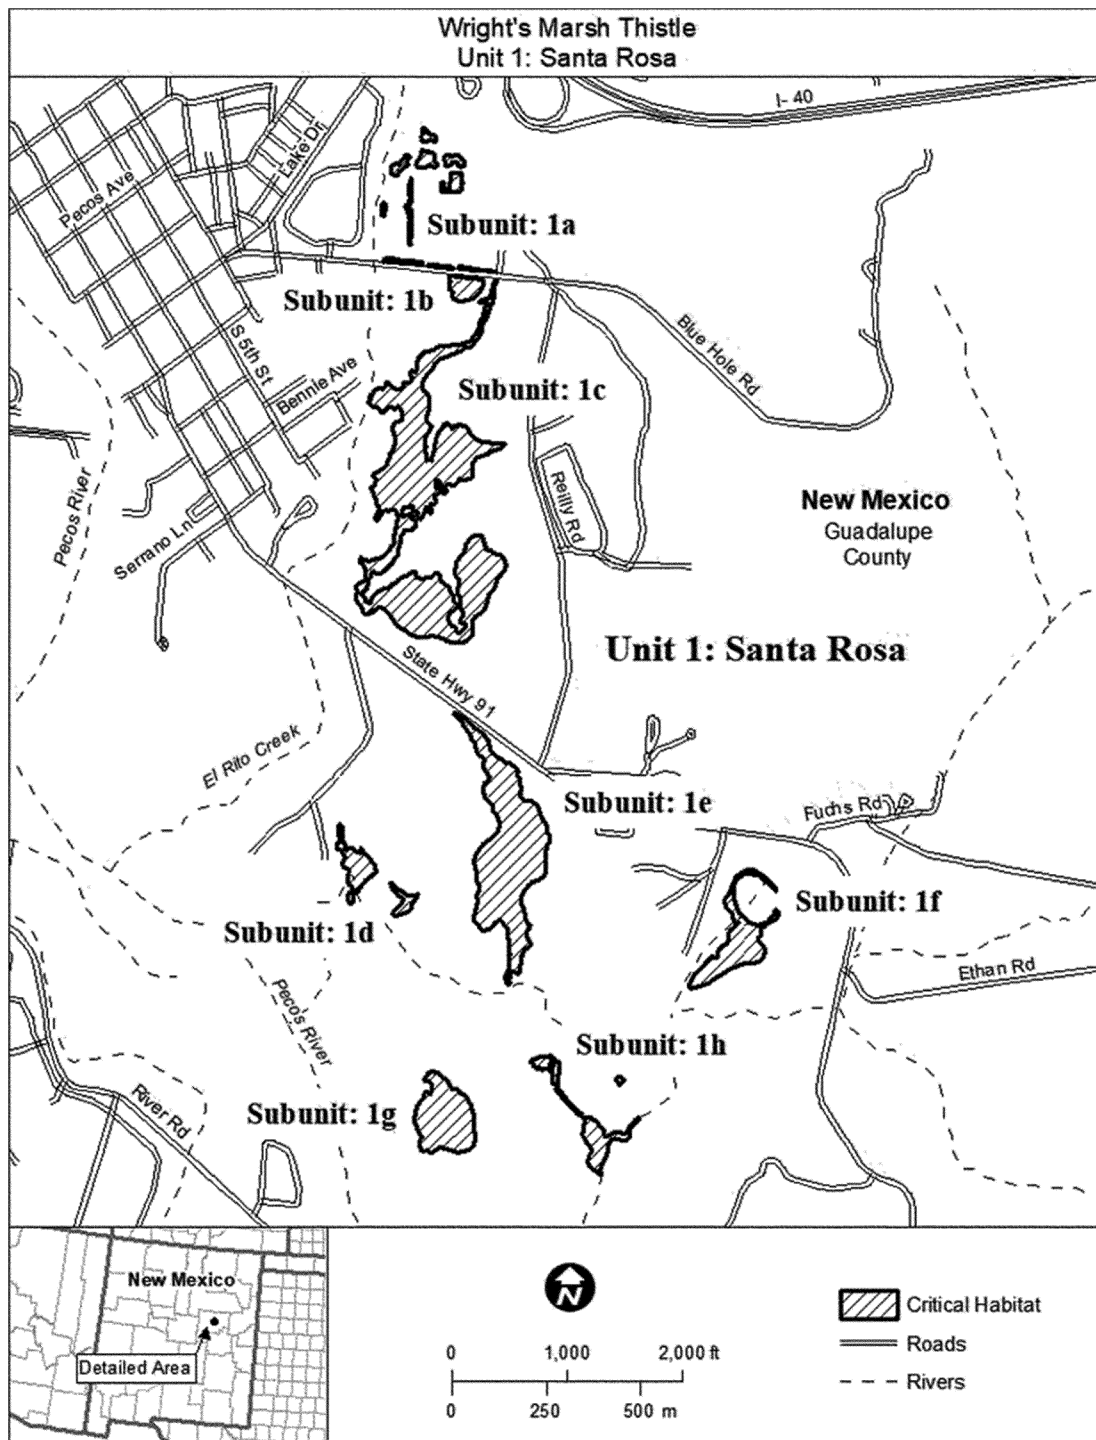 Wright's Marsh Thistle
Unit 1: Santa Rosa
I- 40
Lake Dr
Pecos Ave
Subunit: 1a
Subunit: 1b
S 5th St
Blue Hole Rd
Bennie Ave
Subunit: 1c
Pecos River
Reilly Rd
New Mexico
Guadalupe
County
Serrano Ln
Unit 1: Santa Rosa
State Hwy 91
El Rito Creek
Subunit: 1e
Fuchs Rd
Subunit: 1f
Subunit: 1d
Ethan Rd
Pecos River
Subunit: 1h
River Rd
Subunit: 1g
New Mexico
Detailed Area
N
0 1,000 2,000 ft
0 250 500 m
Critical Habitat
Roads
Rivers